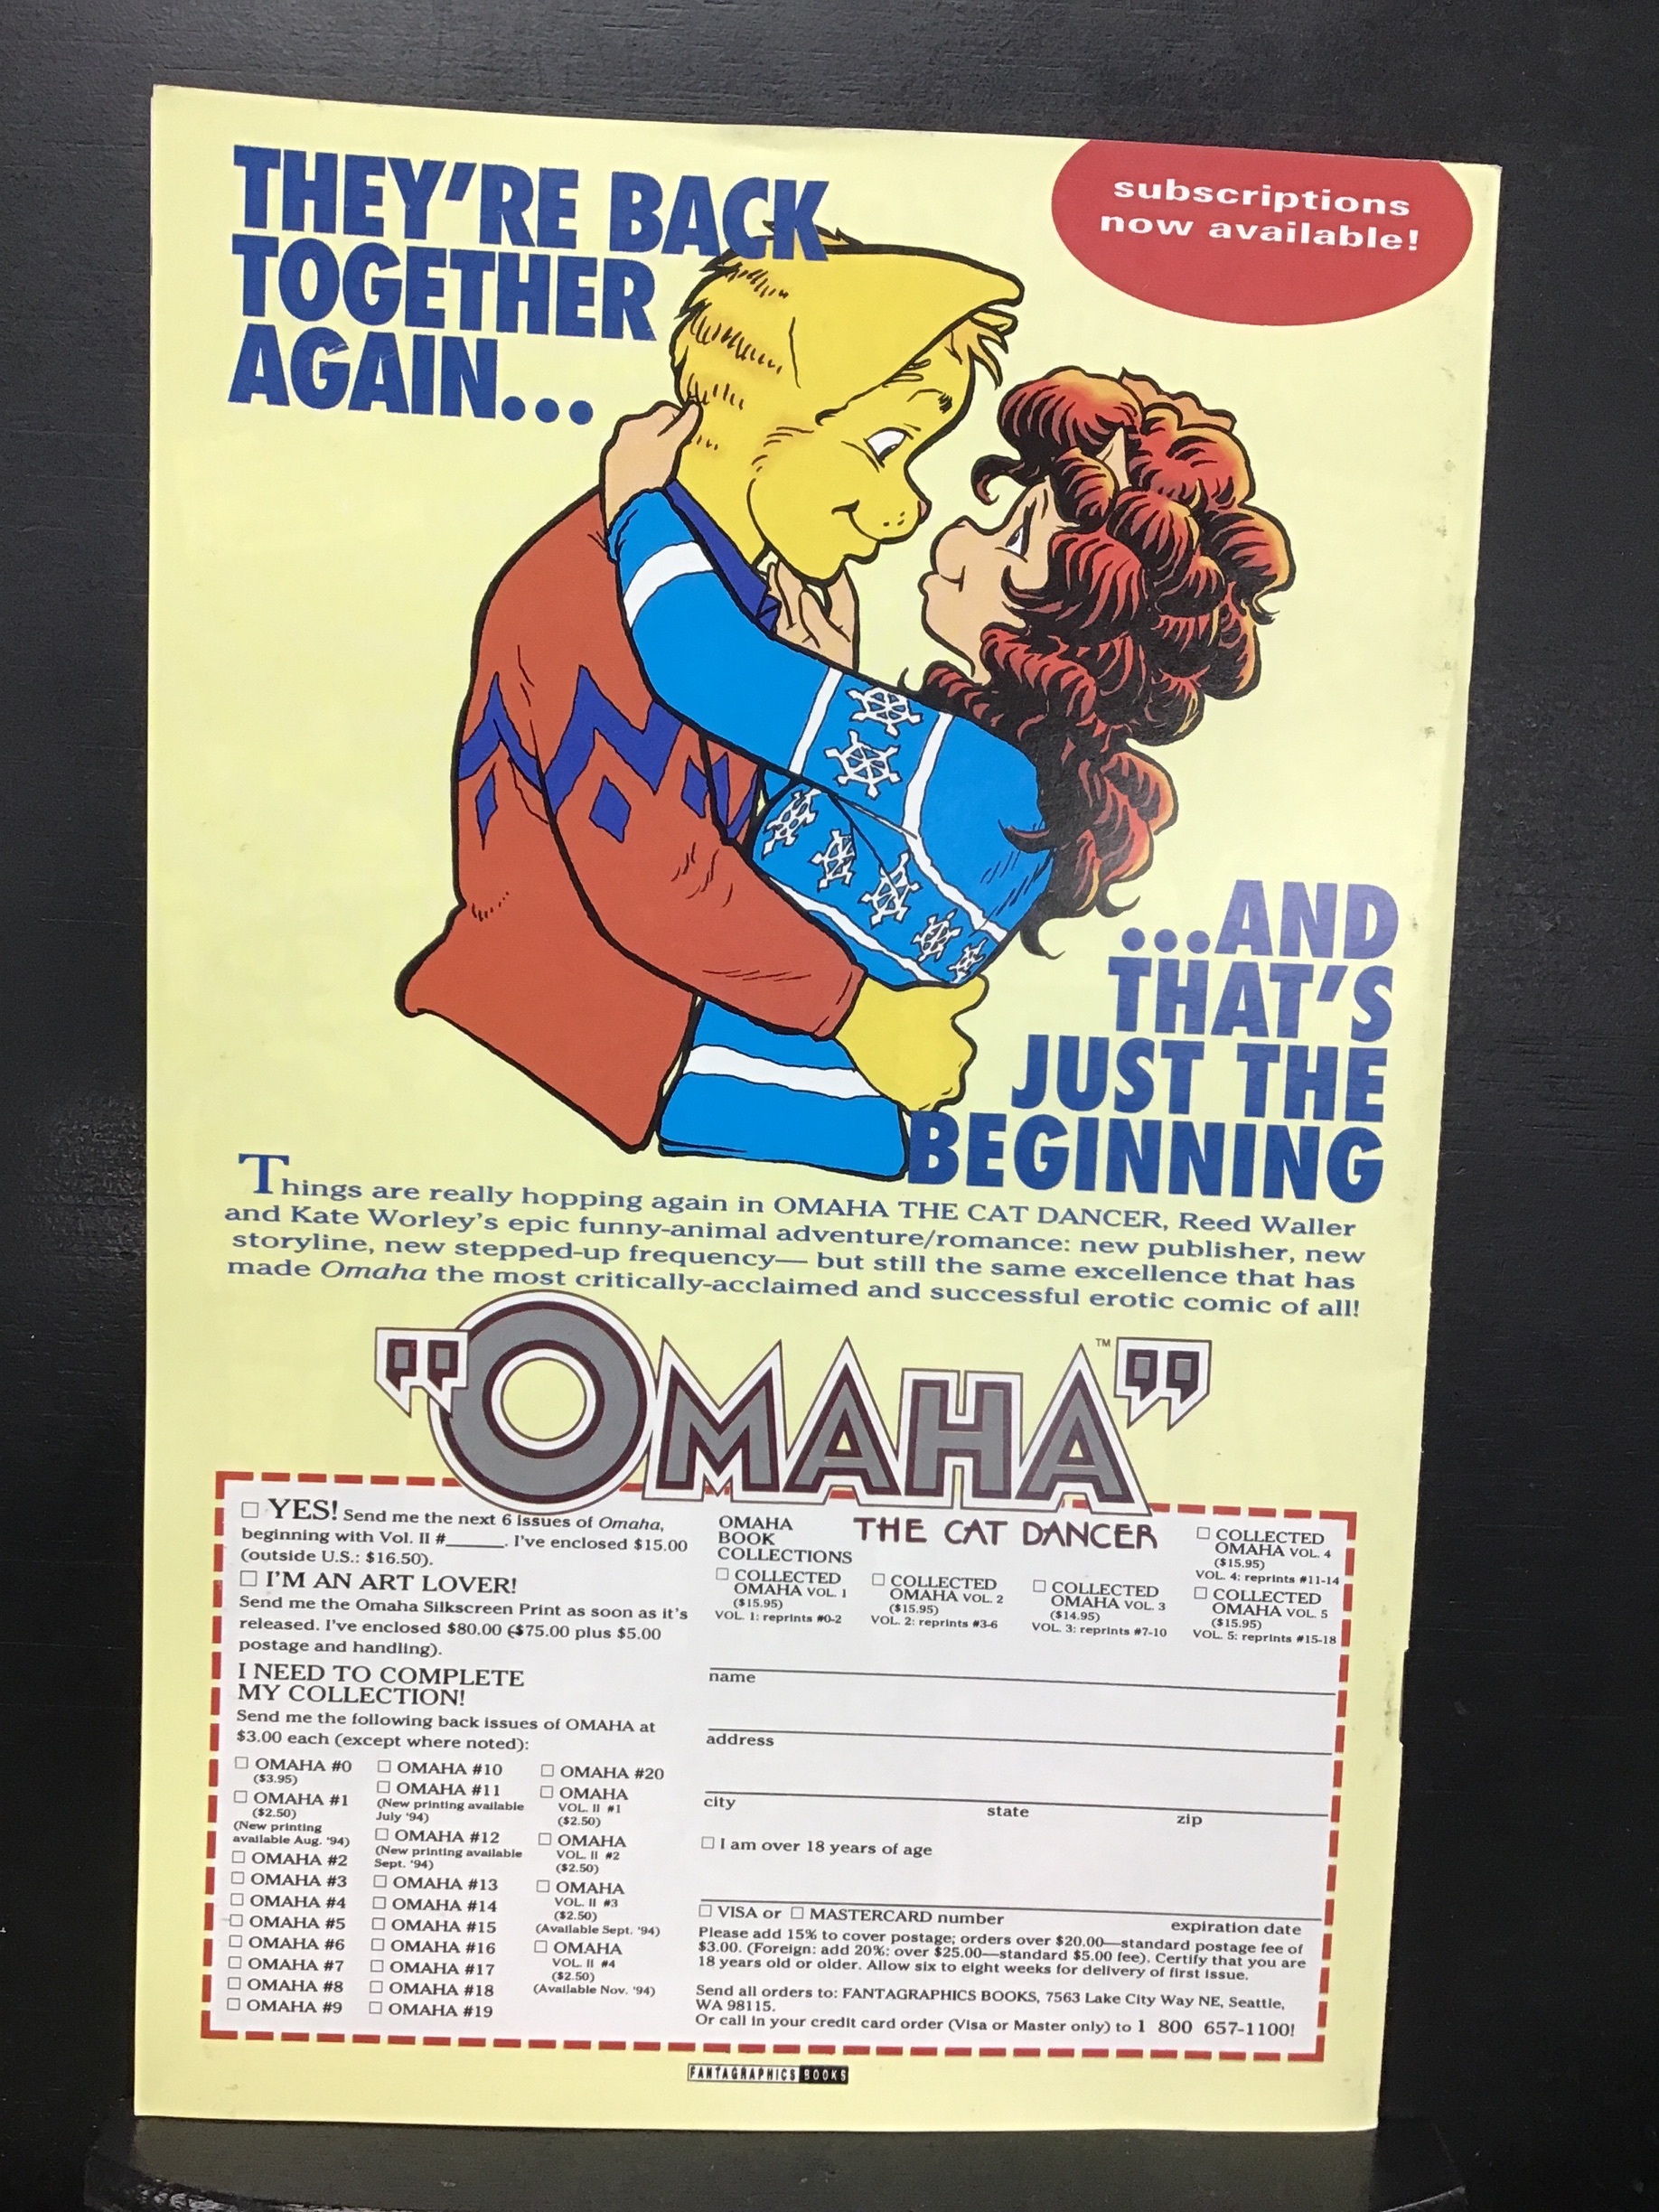 THEY'RE BACK
TOGETHER
AGAIN...
subscriptions
now available!
...AND
THAT'S
JUST THE
BEGINNING
Things are really hopping again in OMAHA THE CAT DANCER, Reed Waller
and Kate Worley's epic funny-animal adventure/romance: new publisher, new
storyline, new stepped-up frequency— but still the same excellence that has
made Omaha the most critically-acclaimed and successful erotic comic of all!
"OMAHA"™
THE CAT DANCER
☐ YES! Send me the next 6 issues of Omaha,
beginning with Vol. II #______. I've enclosed $15.00
(outside U.S.: $16.50).
☐ I'M AN ART LOVER!
Send me the Omaha Silkscreen Print as soon as it's
released. I've enclosed $80.00 ($75.00 plus $5.00
postage and handling).
I NEED TO COMPLETE
MY COLLECTION!
Send me the following back issues of OMAHA at
$3.00 each (except where noted):
☐ OMAHA #0
($3.95)
☐ OMAHA #1
($2.50)
(New printing
available Aug. '94)
☐ OMAHA #2
☐ OMAHA #3
☐ OMAHA #4
☐ OMAHA #5
☐ OMAHA #6
☐ OMAHA #7
☐ OMAHA #8
☐ OMAHA #9
☐ OMAHA #10
☐ OMAHA #11
(New printing available
July '94)
☐ OMAHA #12
(New printing available
Sept. '94)
☐ OMAHA #13
☐ OMAHA #14
☐ OMAHA #15
☐ OMAHA #16
☐ OMAHA #17
☐ OMAHA #18
☐ OMAHA #19
☐ OMAHA #20
☐ OMAHA
VOL. II #1
($2.50)
☐ OMAHA
VOL. II #2
($2.50)
☐ OMAHA
VOL. II #3
($2.50)
(Available Sept. '94)
☐ OMAHA
VOL. II #4
($2.50)
(Available Nov. '94)
OMAHA
BOOK
COLLECTIONS
☐ COLLECTED
OMAHA VOL. 1
($15.95)
VOL. 1: reprints #0-2
☐ COLLECTED
OMAHA VOL. 2
($15.95)
VOL. 2: reprints #3-6
☐ COLLECTED
OMAHA VOL. 3
($14.95)
VOL. 3: reprints #7-10
☐ COLLECTED
OMAHA VOL. 4
($15.95)
VOL. 4: reprints #11-14
☐ COLLECTED
OMAHA VOL. 5
($15.95)
VOL. 5: reprints #15-18
name
address
city state zip
☐ I am over 18 years of age
☐ VISA or ☐ MASTERCARD number expiration date
Please add 15% to cover postage; orders over $20.00—standard postage fee of
$3.00. (Foreign: add 20%: over $25.00—standard $5.00 fee). Certify that you are
18 years old or older. Allow six to eight weeks for delivery of first issue.
Send all orders to: FANTAGRAPHICS BOOKS, 7563 Lake City Way NE, Seattle,
WA 98115.
Or call in your credit card order (Visa or Master only) to 1 800 657-1100!
FANTAGRAPHICS BOOKS